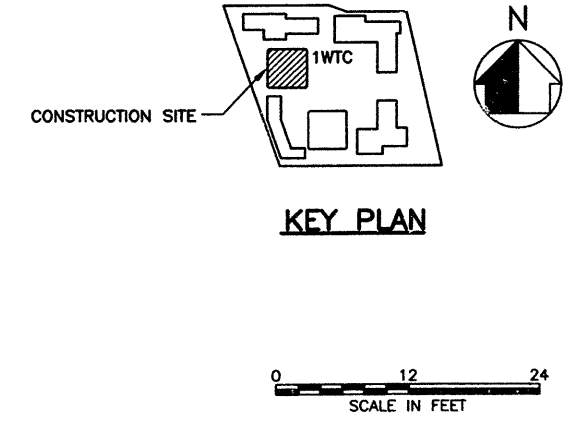 N
1WTC
CONSTRUCTION SITE
KEY PLAN
0 12 24
SCALE IN FEET